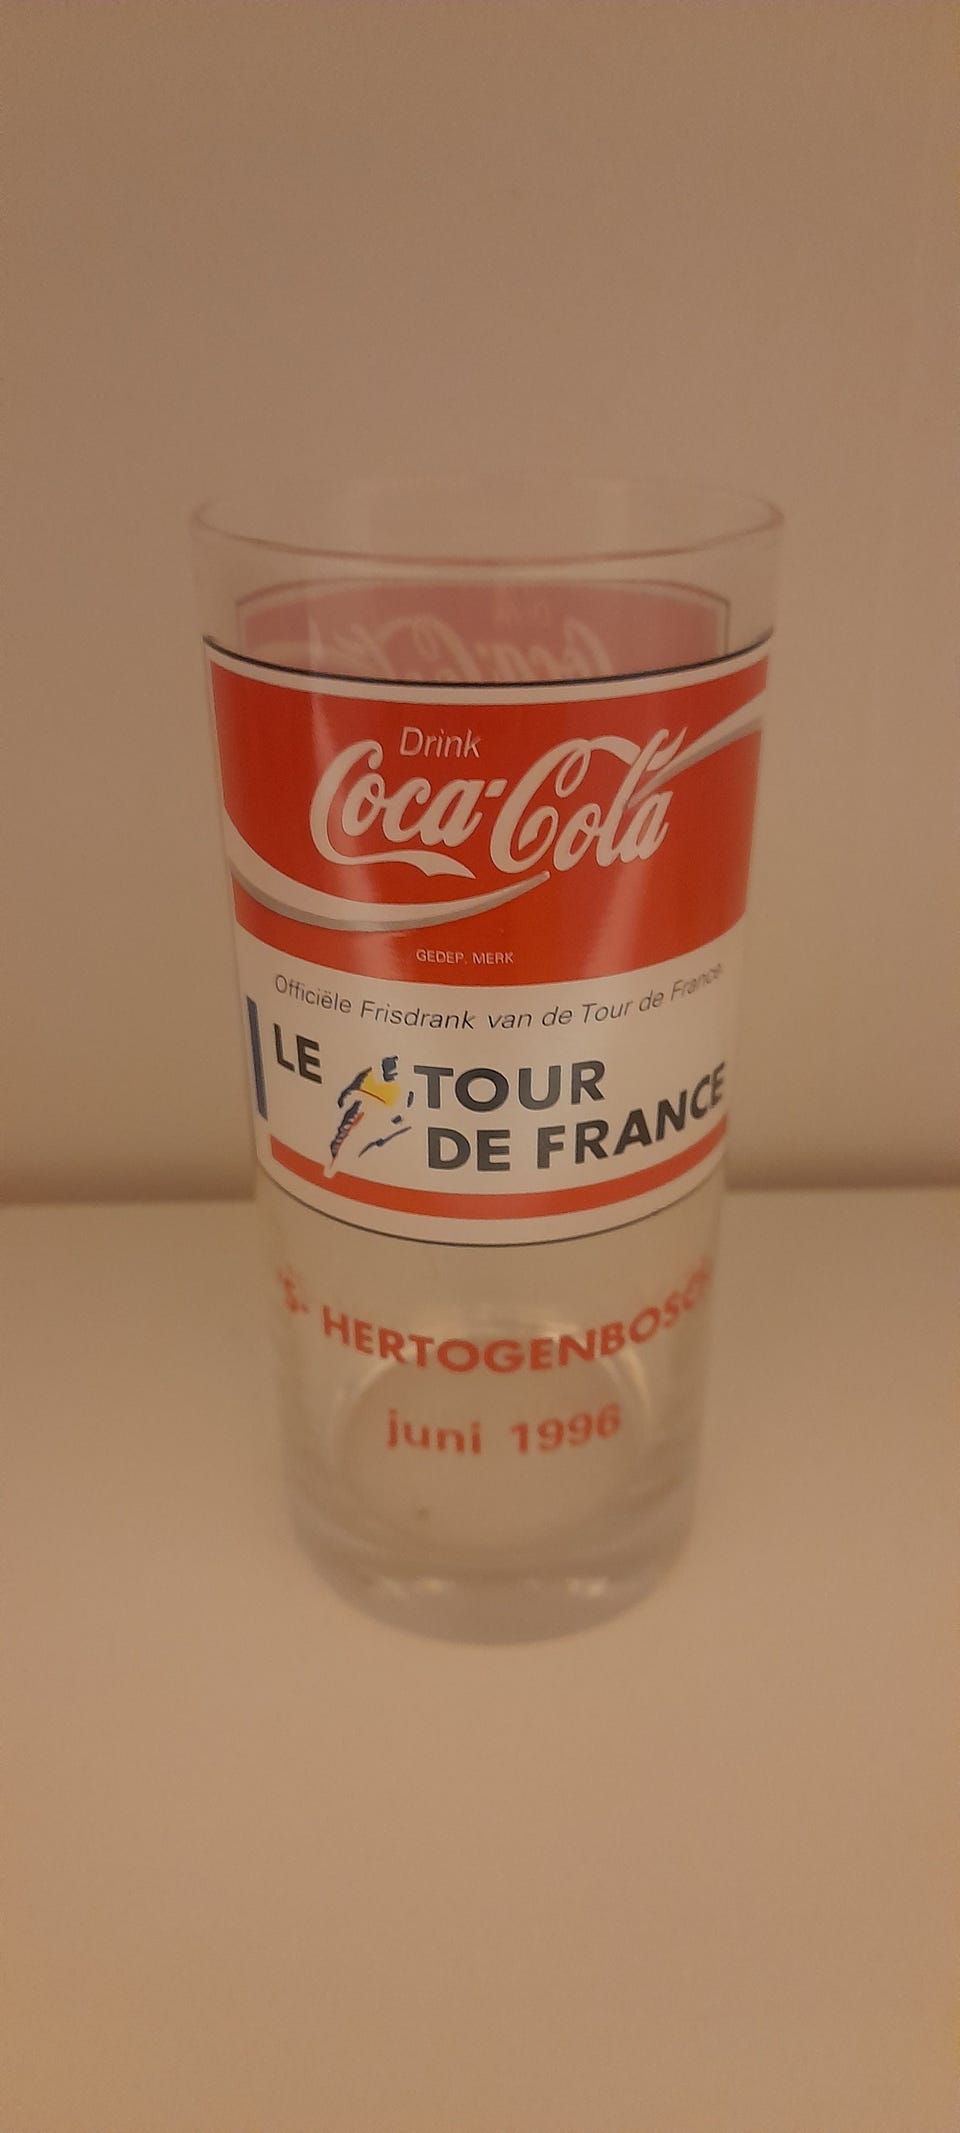 Drink
Coca-Cola
GEDEP. MERK
Officiële Frisdrank van de Tour de France
LE TOUR
DE FRANCE
'S- HERTOGENBOSCH
juni 1996